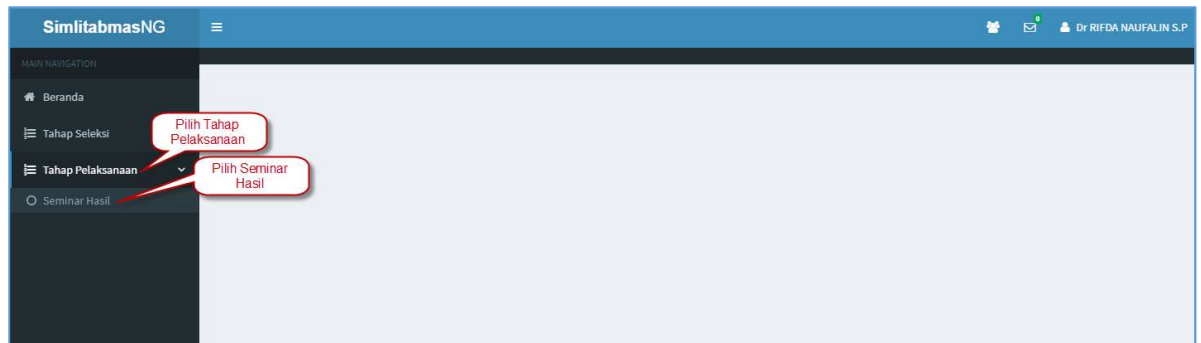 SimlitabmasNG
0
Dr RIFDA NAUFALIN S.P
MAIN NAVIGATION
Beranda
Tahap Seleksi
Pilih Tahap
Pelaksanaan
Tahap Pelaksanaan
Pilih Seminar
Hasil
Seminar Hasil